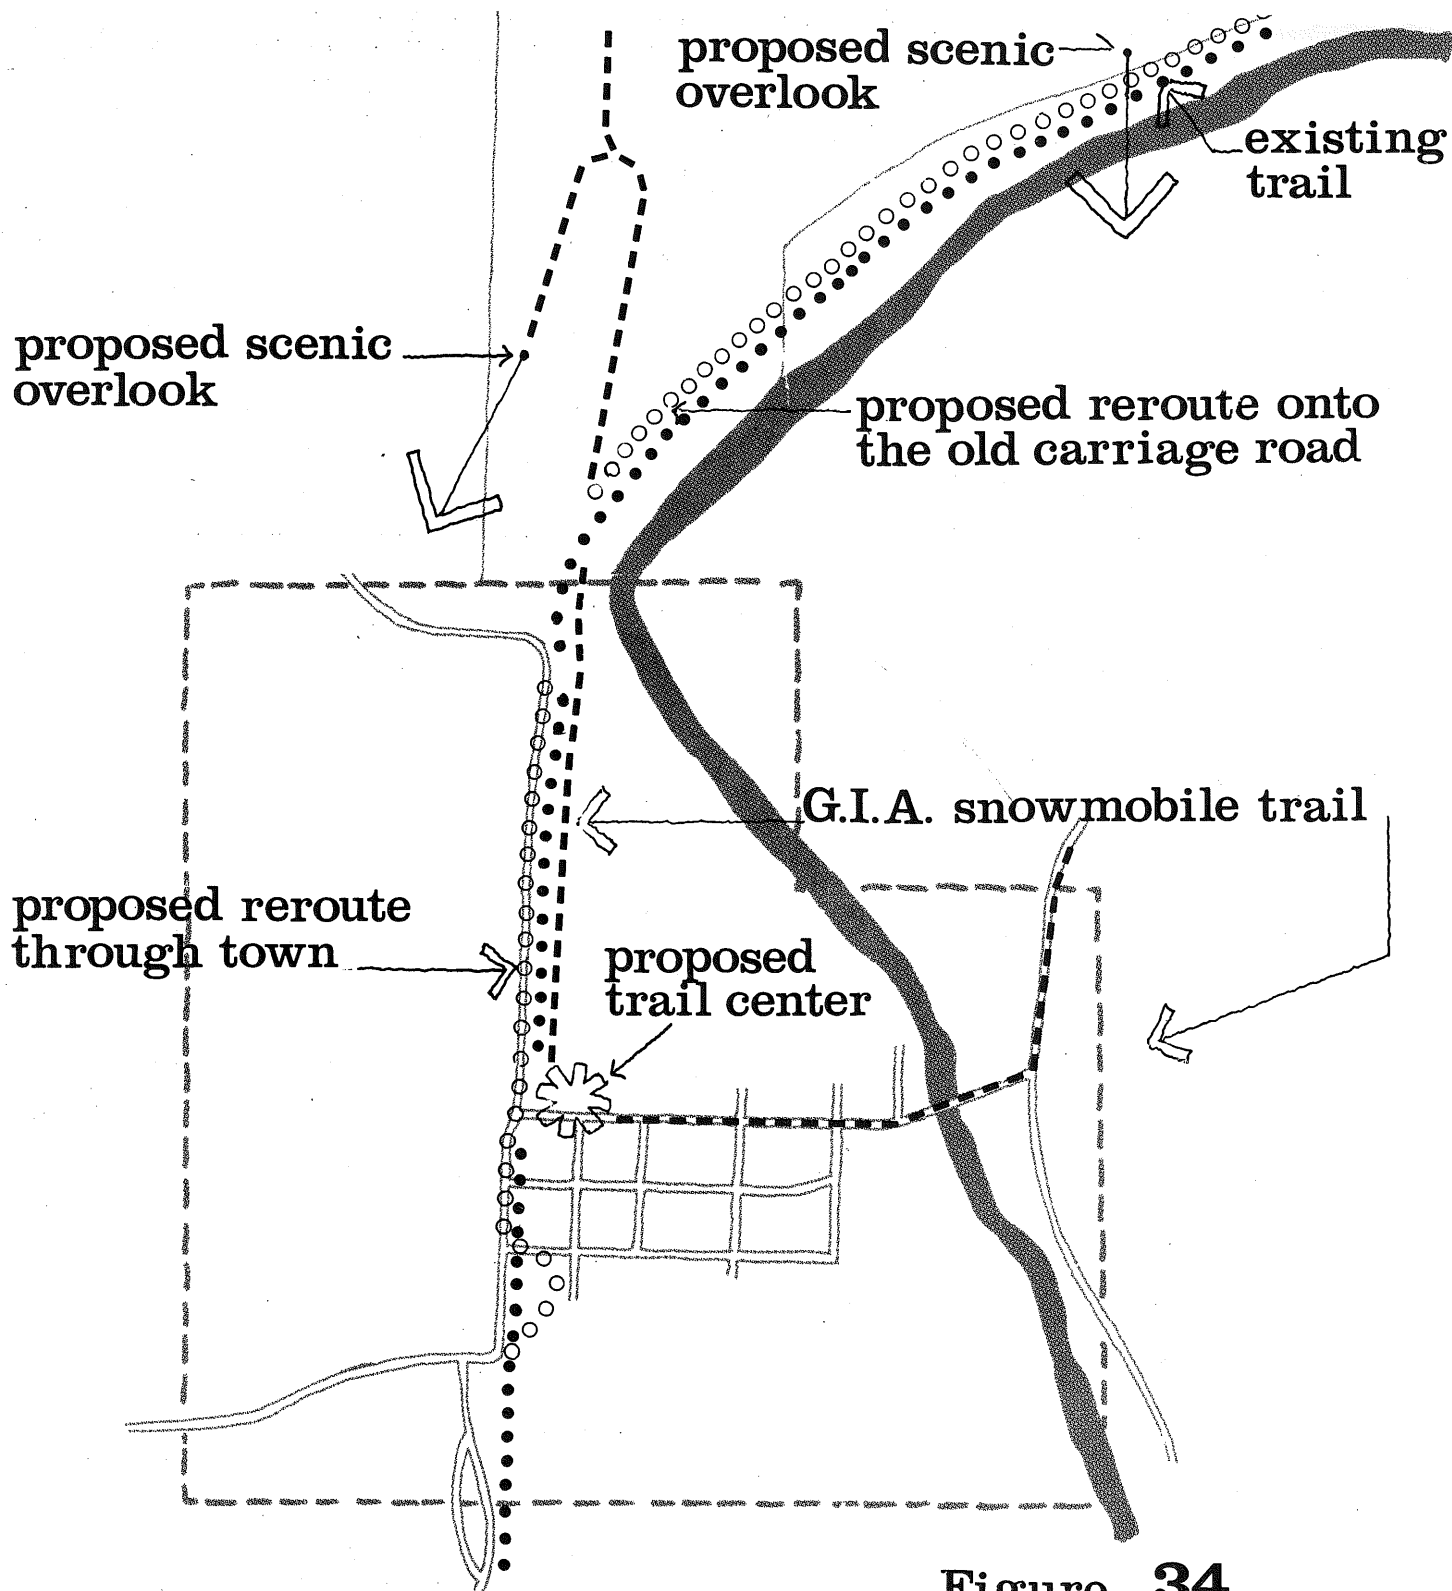 proposed scenic
overlook
existing
trail
proposed scenic
overlook
proposed reroute onto
the old carriage road
G.I.A. snowmobile trail
proposed reroute
through town
proposed
trail center
Figure 34